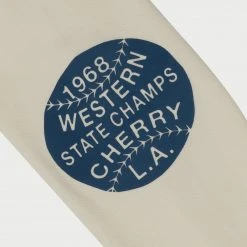 1968
WESTERN
STATE CHAMPS
CHERRY
L.A.